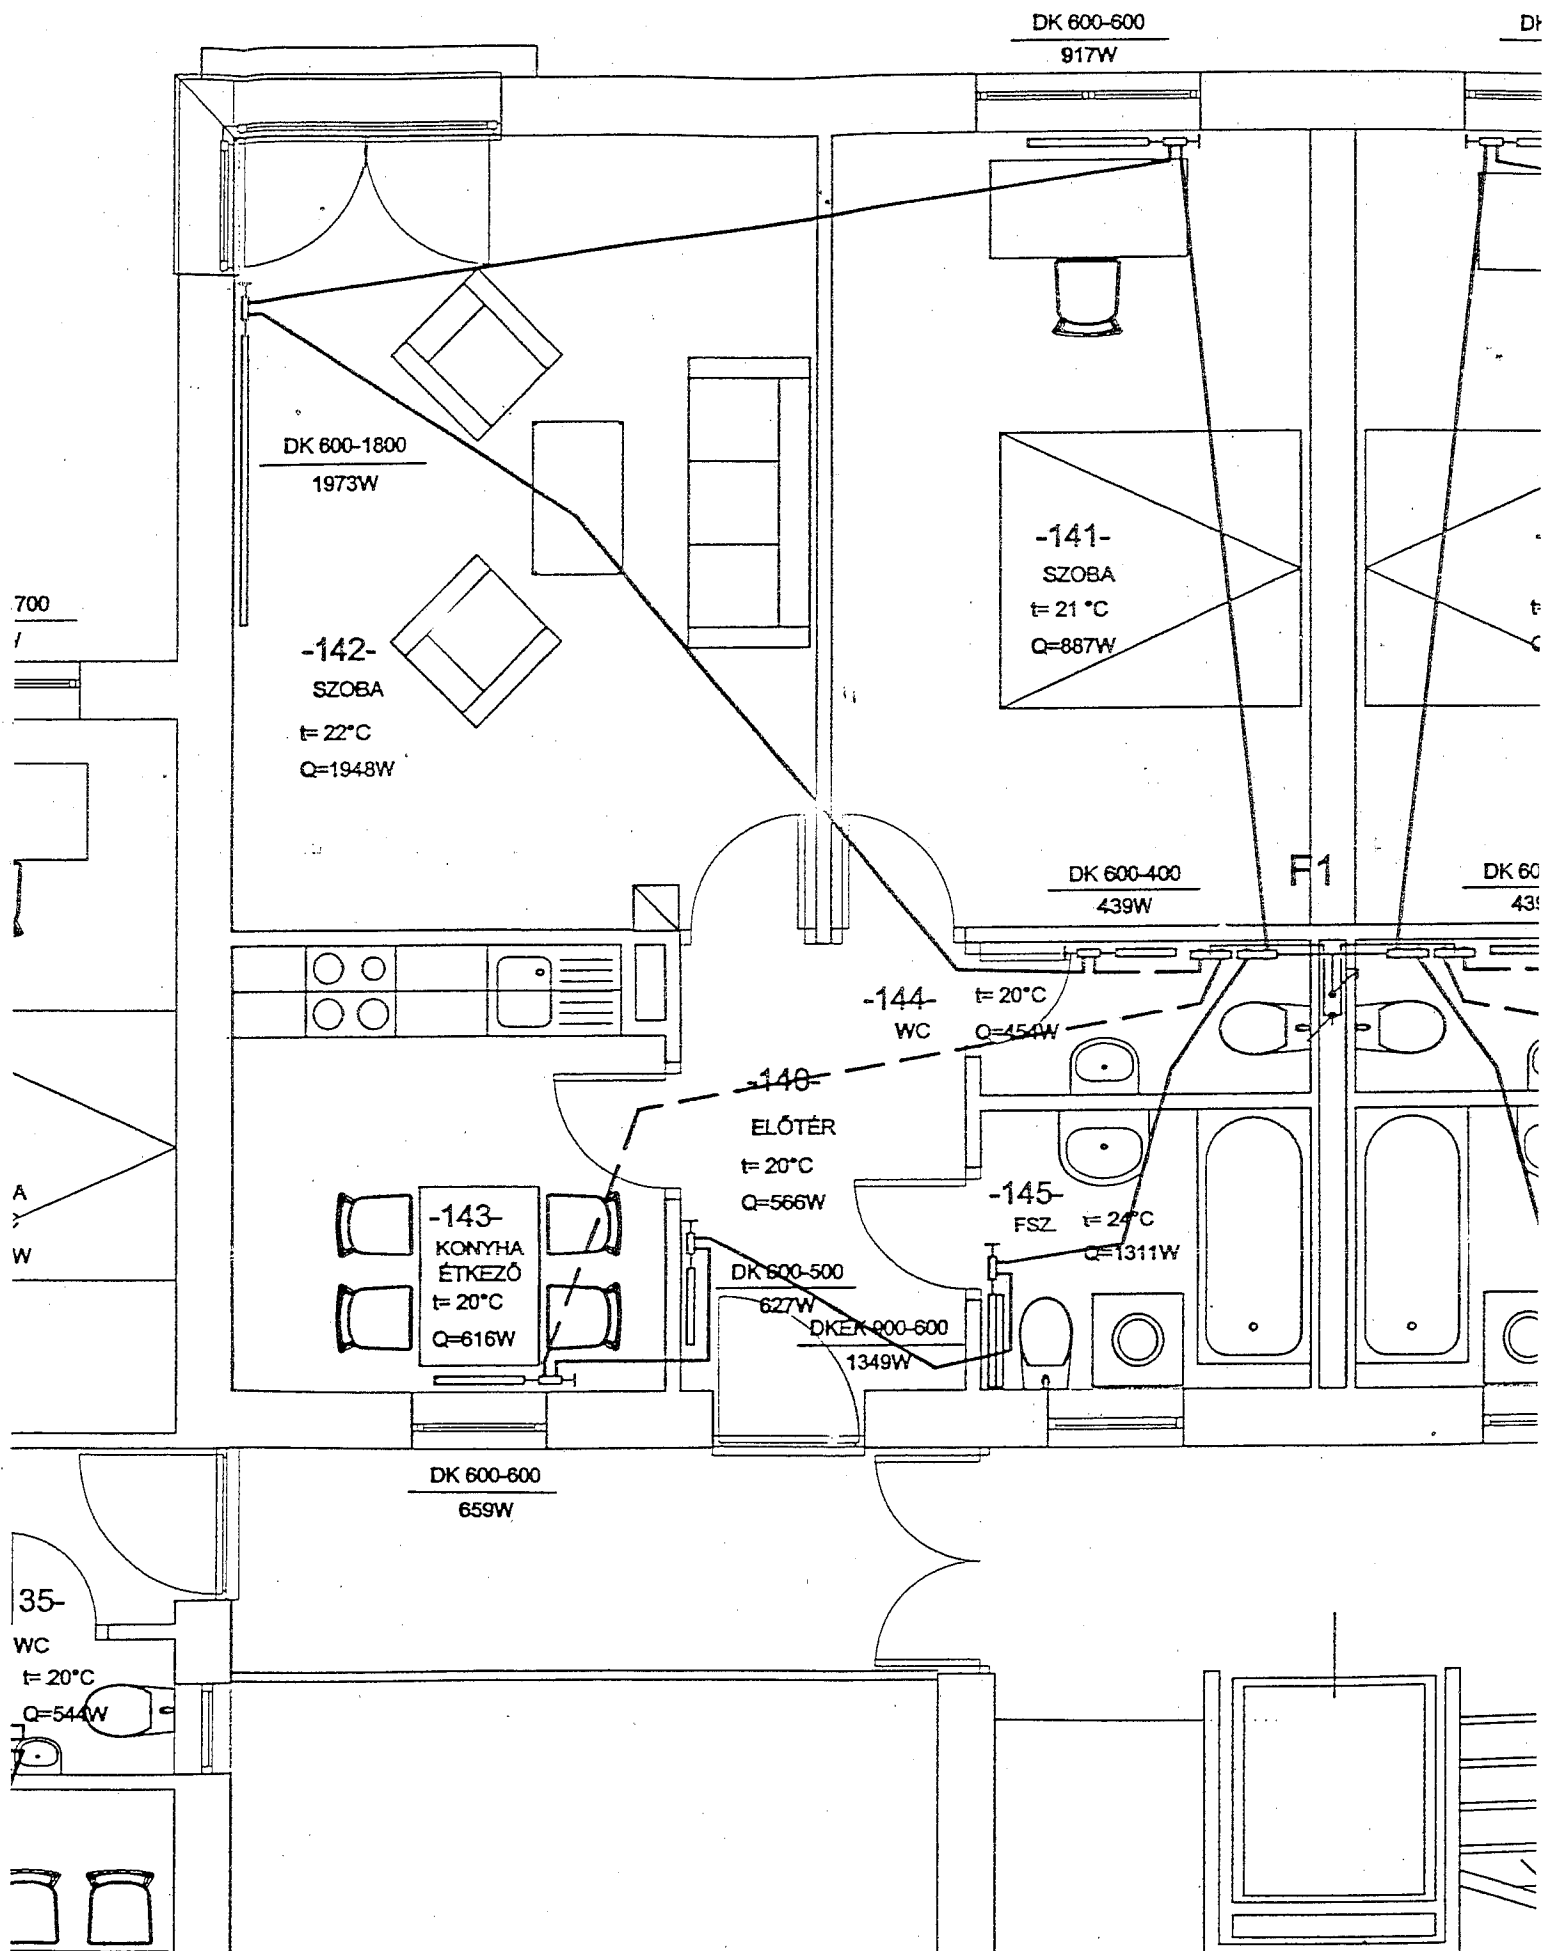 DK 600-600
917W
DK 600-1800
1973W
-141-
SZOBA
t= 21 °C
Q=887W
700
-142-
SZOBA
t= 22°C
Q=1948W
F1
DK 600-400
439W
DK 60
439
-144-
WC
t= 20°C
Q=454W
-140-
ELŐTÉR
t= 20°C
Q=566W
-145-
FSZ.
t= 24°C
Q=1311W
A
W
-143-
KONYHA
ÉTKEZŐ
t= 20°C
Q=616W
DK 600-500
627W
DKEK 900-600
1349W
DK 600-600
659W
35-
WC
t= 20°C
Q=544W